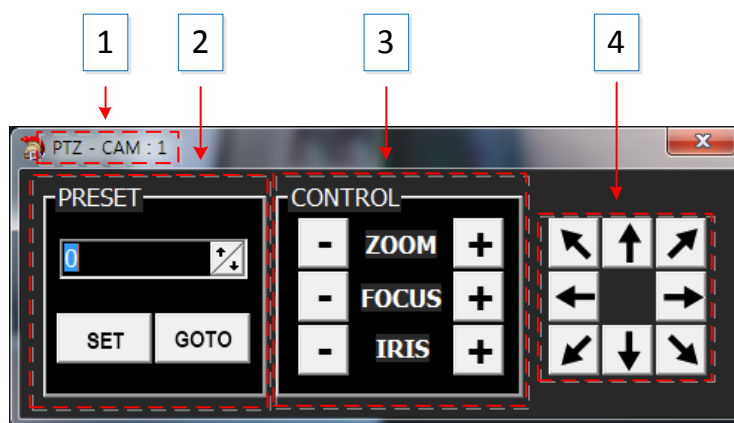 1 2 3 4
PTZ - CAM : 1
x
PRESET CONTROL
0
- ZOOM +
- FOCUS +
SET GOTO
- IRIS +